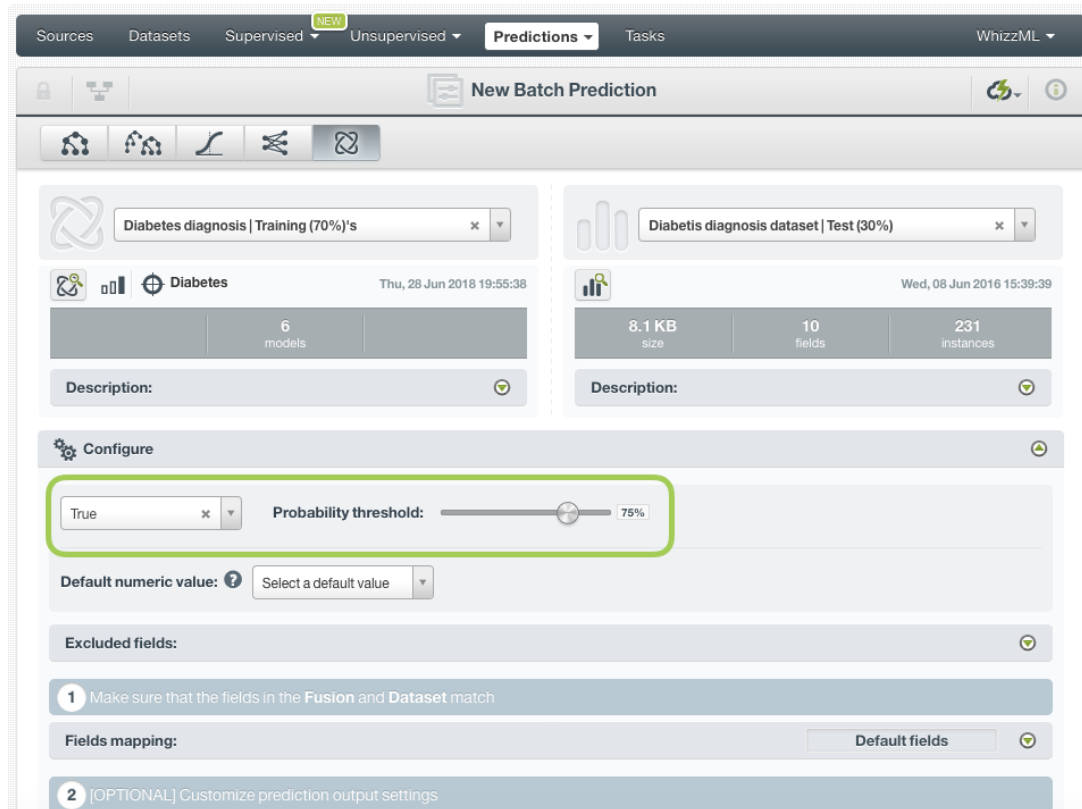 NEW
Sources Datasets Supervised Unsupervised Predictions Tasks WhizzML
New Batch Prediction
Diabetes diagnosis | Training (70%)'s
Diabetis diagnosis dataset | Test (30%)
Diabetes Thu, 28 Jun 2018 19:55:38
Wed, 08 Jun 2016 15:39:39
6
models
8.1 KB 10 231
size fields instances
Description:
Description:
Configure
True Probability threshold: 75%
Default numeric value: ? Select a default value
Excluded fields:
1 Make sure that the fields in the Fusion and Dataset match
Fields mapping: Default fields
2 [OPTIONAL] Customize prediction output settings